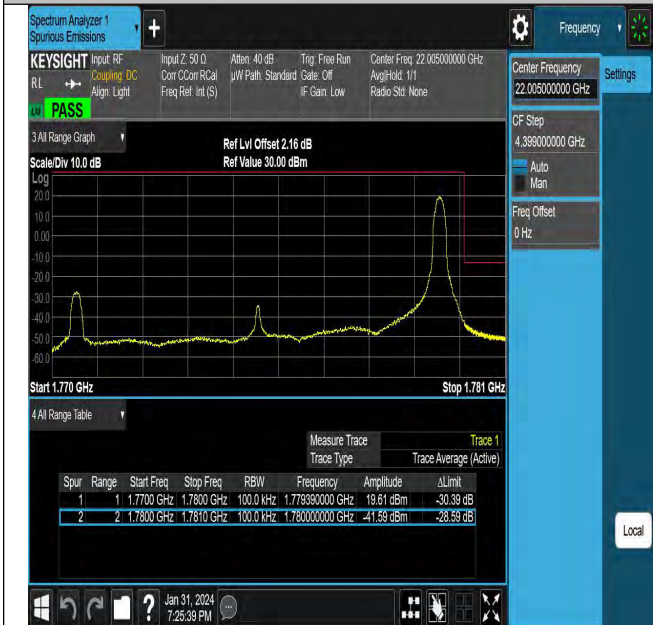 Spectrum Analyzer 1
Spurious Emissions
+
Frequency
KEYSIGHT
Input: RF
Input Z: 50 Ω
Atten: 40 dB
Trig: Free Run
Center Freq: 22.005000000 GHz
RL
Coupling: DC
Corr CCorr RCal
µW Path: Standard
Gate: Off
Avg|Hold: 1/1
Align: Light
Freq Ref: Int (S)
IF Gain: Low
Radio Std: None
PASS
Center Frequency
22.005000000 GHz
Settings
CF Step
4.399000000 GHz
Auto
Man
Freq Offset
0 Hz
3 All Range Graph
Ref Lvl Offset 2.16 dB
Scale/Div 10.0 dB
Ref Value 30.00 dBm
Log
20.0
10.0
0.00
-10.0
-20.0
-30.0
-40.0
-50.0
-60.0
Start 1.770 GHz
Stop 1.781 GHz
4 All Range Table
Measure Trace
Trace 1
Trace Type
Trace Average (Active)
Spur Range Start Freq Stop Freq RBW Frequency Amplitude ΔLimit
1 1 1.7700 GHz 1.7800 GHz 100.0 kHz 1.779390000 GHz 19.61 dBm -30.39 dB
2 2 1.7800 GHz 1.7810 GHz 100.0 kHz 1.780000000 GHz -41.59 dBm -28.59 dB
Local
?
Jan 31, 2024
7:25:39 PM